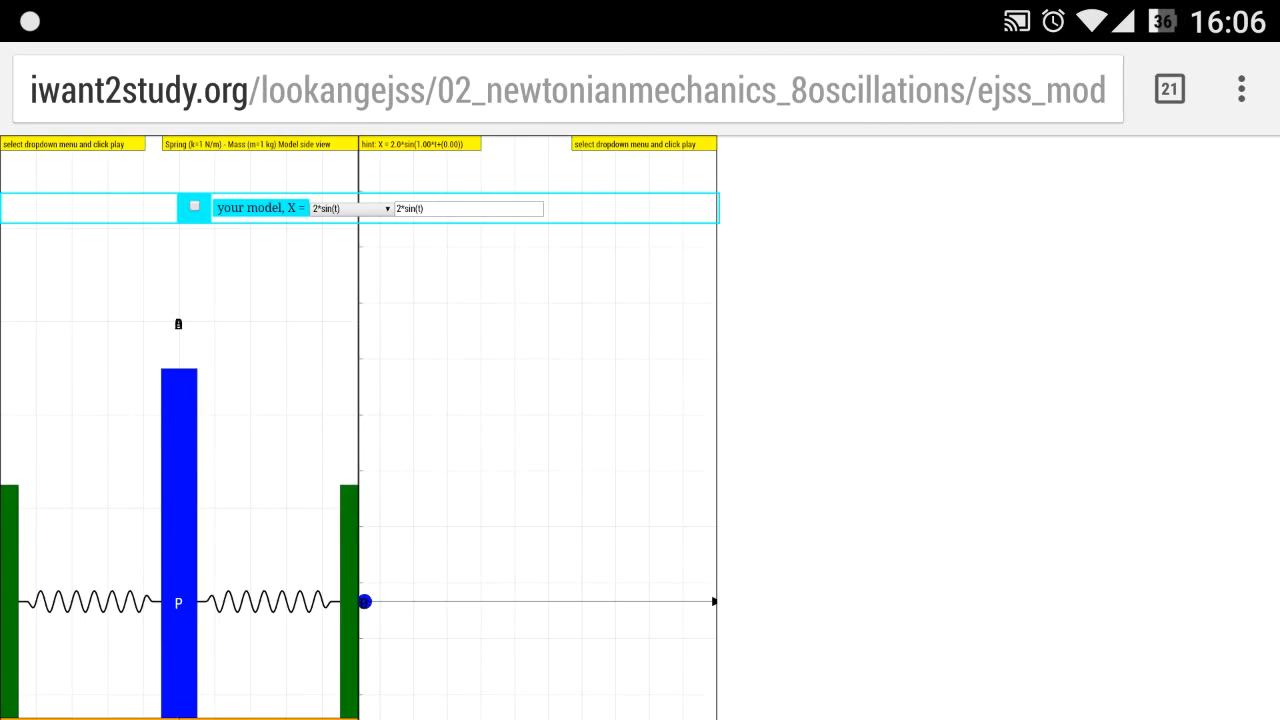 36 16:06
iwant2study.org/lookangejss/02_newtonianmechanics_8oscillations/ejss_mod
21
select dropdown menu and click play
Spring (k=1 N/m) - Mass (m=1 kg) Model side view
hint: X = 2.0*sin(1.00*t+(0.00))
select dropdown menu and click play
your model, X = 2*sin(t) 2*sin(t)
P